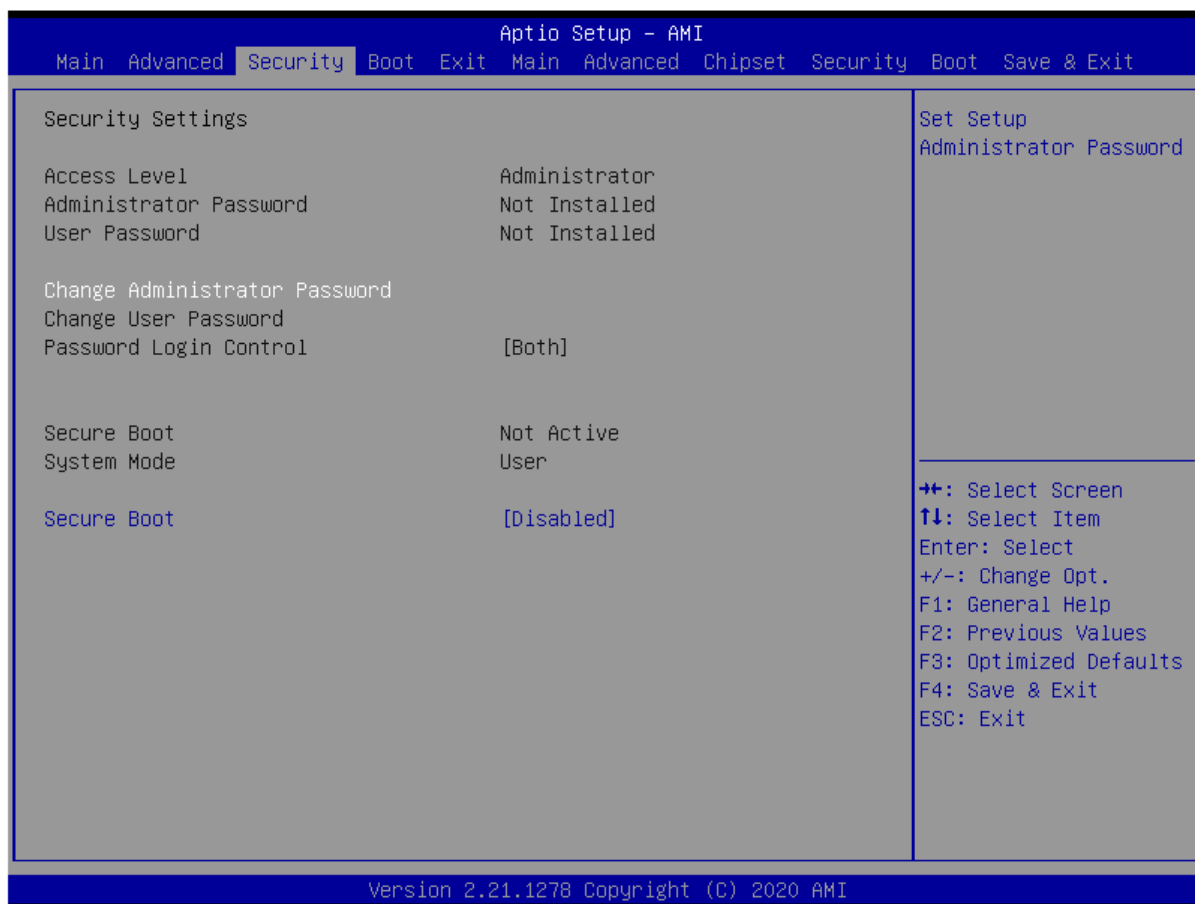 Aptio Setup – AMI
Main Advanced Security Boot Exit Main Advanced Chipset Security Boot Save & Exit
Security Settings
Access Level Administrator
Administrator Password Not Installed
User Password Not Installed
Change Administrator Password
Change User Password
Password Login Control [Both]
Secure Boot Not Active
System Mode User
Secure Boot [Disabled]
Set Setup
Administrator Password
→←: Select Screen
↑↓: Select Item
Enter: Select
+/-: Change Opt.
F1: General Help
F2: Previous Values
F3: Optimized Defaults
F4: Save & Exit
ESC: Exit
Version 2.21.1278 Copyright (C) 2020 AMI